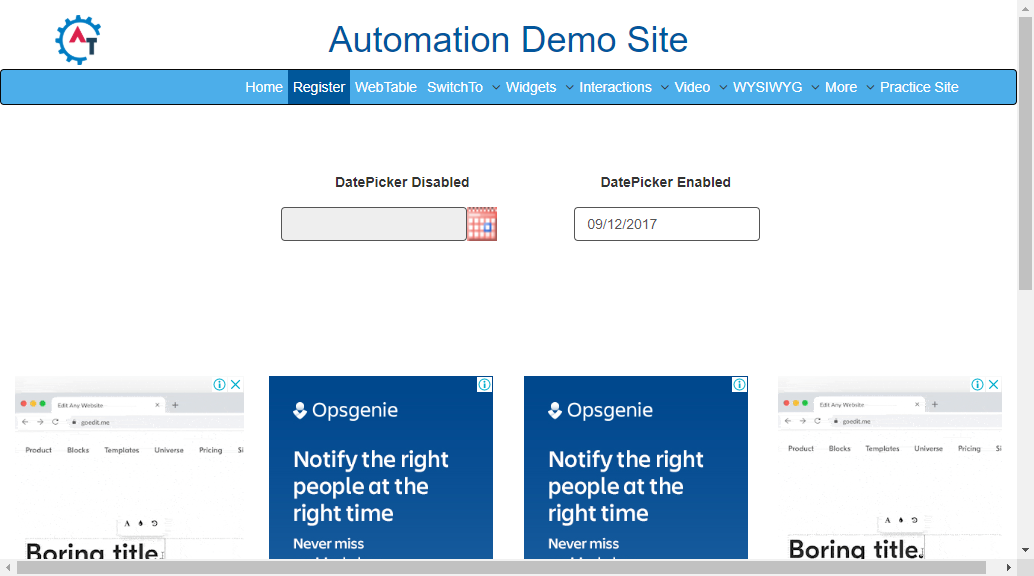 AT
Automation Demo Site
Home Register WebTable SwitchTo Widgets Interactions Video WYSIWYG More Practice Site
DatePicker Disabled
DatePicker Enabled
09/12/2017
Edit Any Website
goedit.me
Product Blocks Templates Universe Pricing Si
A
Boring title.
Opsgenie
Notify the right
people at the
right time
Never miss
Opsgenie
Notify the right
people at the
right time
Never miss
Edit Any Website
goedit.me
Product Blocks Templates Universe Pricing Si
A
Boring title.